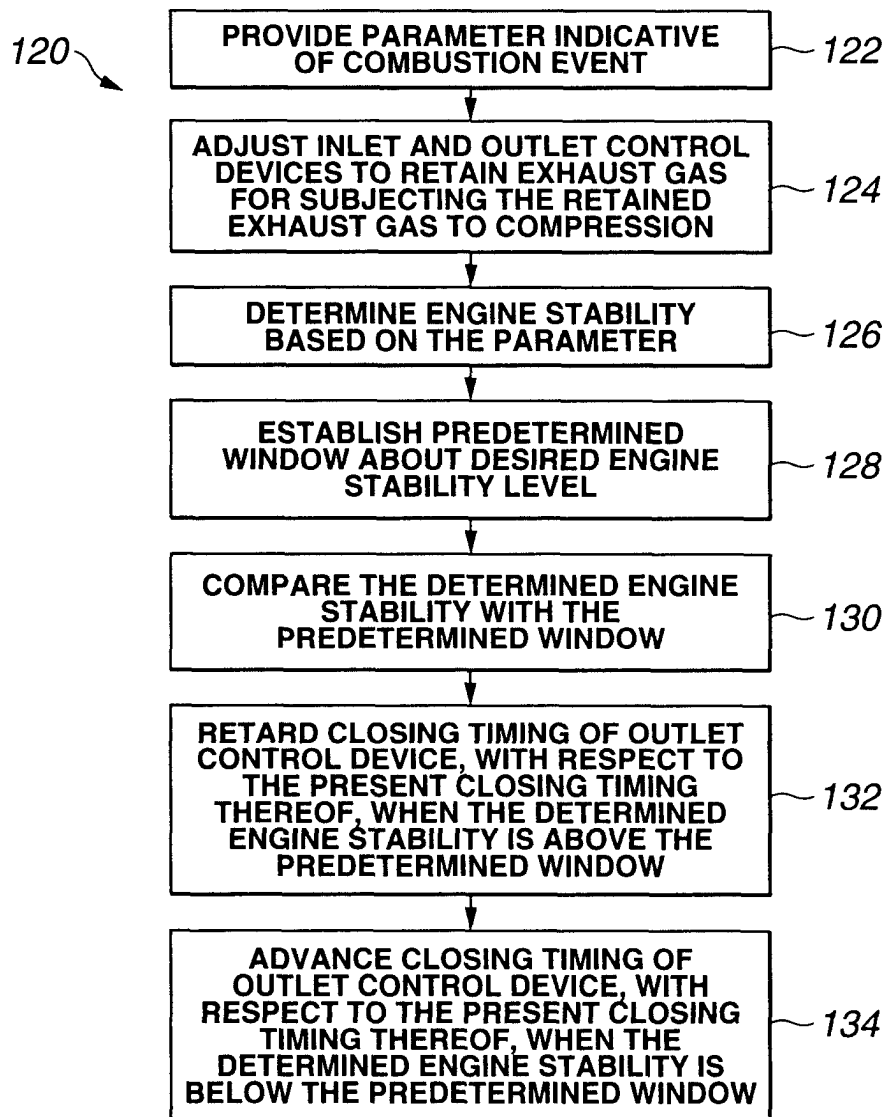 120
PROVIDE PARAMETER INDICATIVE
OF COMBUSTION EVENT
122
ADJUST INLET AND OUTLET CONTROL
DEVICES TO RETAIN EXHAUST GAS
FOR SUBJECTING THE RETAINED
EXHAUST GAS TO COMPRESSION
124
DETERMINE ENGINE STABILITY
BASED ON THE PARAMETER
126
ESTABLISH PREDETERMINED
WINDOW ABOUT DESIRED ENGINE
STABILITY LEVEL
128
COMPARE THE DETERMINED ENGINE
STABILITY WITH THE
PREDETERMINED WINDOW
130
RETARD CLOSING TIMING OF OUTLET
CONTROL DEVICE, WITH RESPECT TO
THE PRESENT CLOSING TIMING
THEREOF, WHEN THE DETERMINED
ENGINE STABILITY IS ABOVE THE
PREDETERMINED WINDOW
132
ADVANCE CLOSING TIMING OF
OUTLET CONTROL DEVICE, WITH
RESPECT TO THE PRESENT CLOSING
TIMING THEREOF, WHEN THE
DETERMINED ENGINE STABILITY IS
BELOW THE PREDETERMINED WINDOW
134